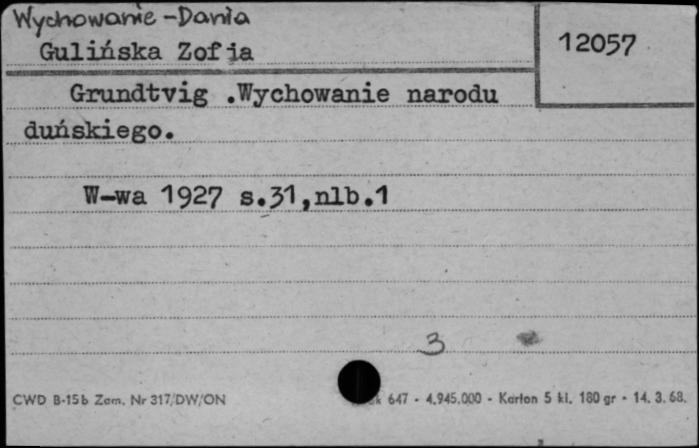 Wychowanie - Dania
Gulińska Zofia
12057
Grundtvig .Wychowanie narodu
duńskiego.
W-wa 1927 s.31,nlb.1
3
CWD B-15b Zam. Nr 317/DW/ON
647 - 4.945.000 - Karton 5 kl. 180 gr - 14. 3. 68.